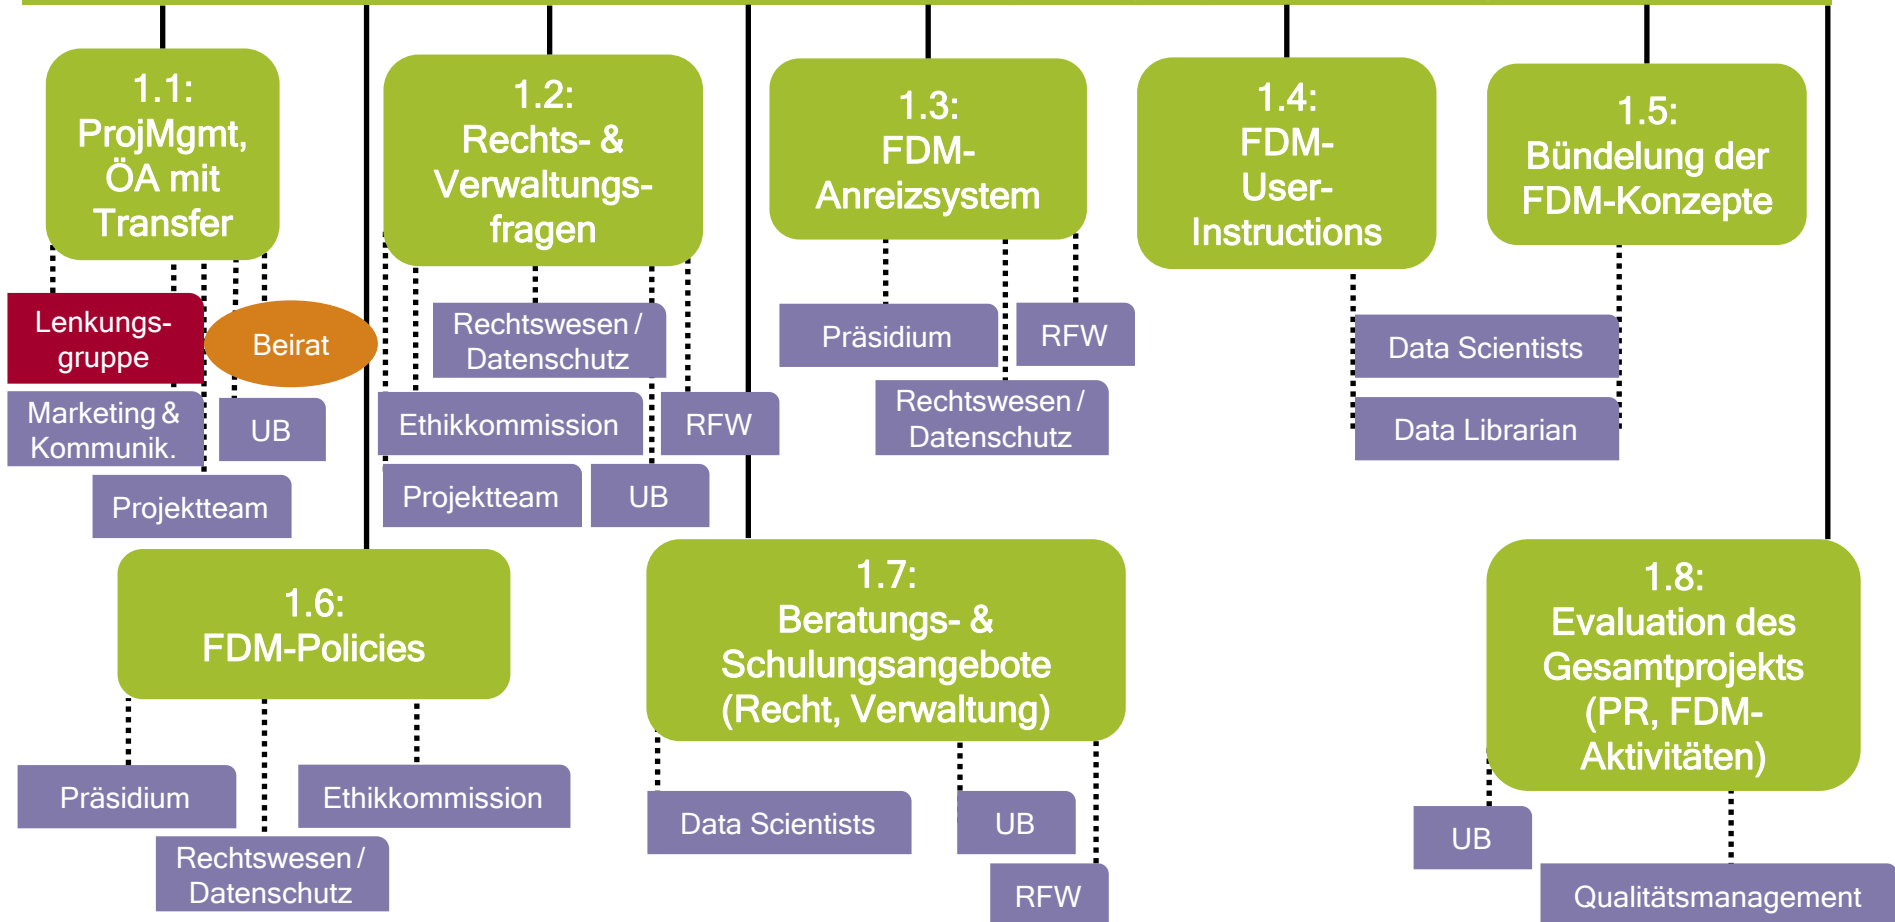 1.1:
ProjMgmt,
ÖA mit
Transfer
Lenkungs-
gruppe
Beirat
Marketing &
Kommunik.
UB
Projektteam
1.2:
Rechts- &
Verwaltungs-
fragen
Rechtswesen /
Datenschutz
Ethikkommission
RFW
Projektteam
UB
1.3:
FDM-
Anreizsystem
Präsidium
RFW
Rechtswesen /
Datenschutz
1.4:
FDM-
User-
Instructions
1.5:
Bündelung der
FDM-Konzepte
Data Scientists
Data Librarian
1.6:
FDM-Policies
Präsidium
Ethikkommission
Rechtswesen /
Datenschutz
1.7:
Beratungs- &
Schulungsangebote
(Recht, Verwaltung)
Data Scientists
UB
RFW
1.8:
Evaluation des
Gesamtprojekts
(PR, FDM-
Aktivitäten)
UB
Qualitätsmanagement